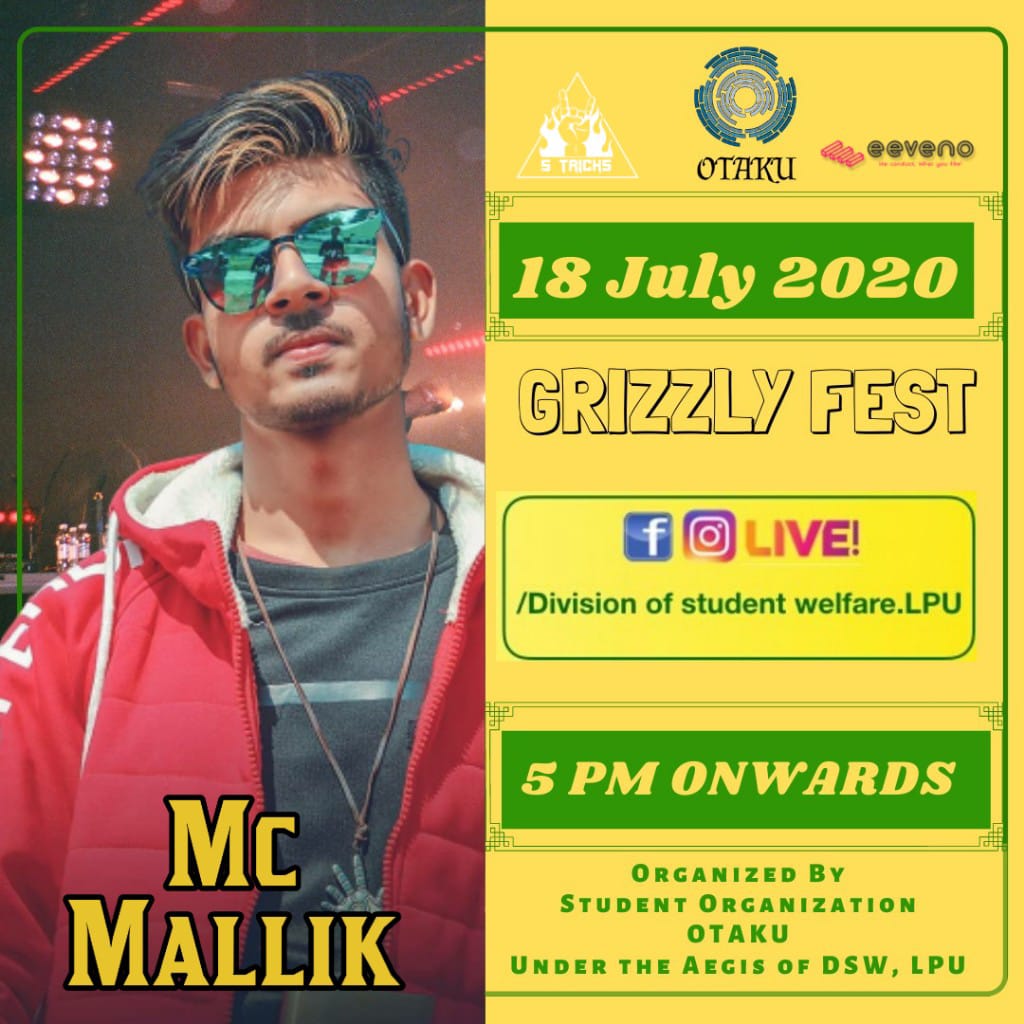 5 TRICKS
OTAKU
eeveno
We conduct, What you like!
18 July 2020
GRIZZLY FEST
LIVE!
/Division of student welfare.LPU
5 PM ONWARDS
Mc
Mallik
Organized By
Student Organization
OTAKU
Under the Aegis of DSW, LPU